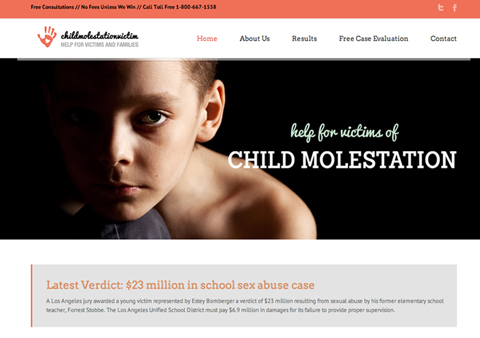 Free Consultations // No Fees Unless We Win // Call Toll Free 1-800-667-1558
childmolestationvictim
HELP FOR VICTIMS AND FAMILIES
Home About Us Results Free Case Evaluation Contact
help for victims of
CHILD MOLESTATION
Latest Verdict: $23 million in school sex abuse case
A Los Angeles jury awarded a young victim represented by Estey Bomberger a verdict of $23 million resulting from sexual abuse by his former elementary school
teacher, Forrest Stobbe. The Los Angeles Unified School District must pay $6.9 million in damages for its failure to provide proper supervision.